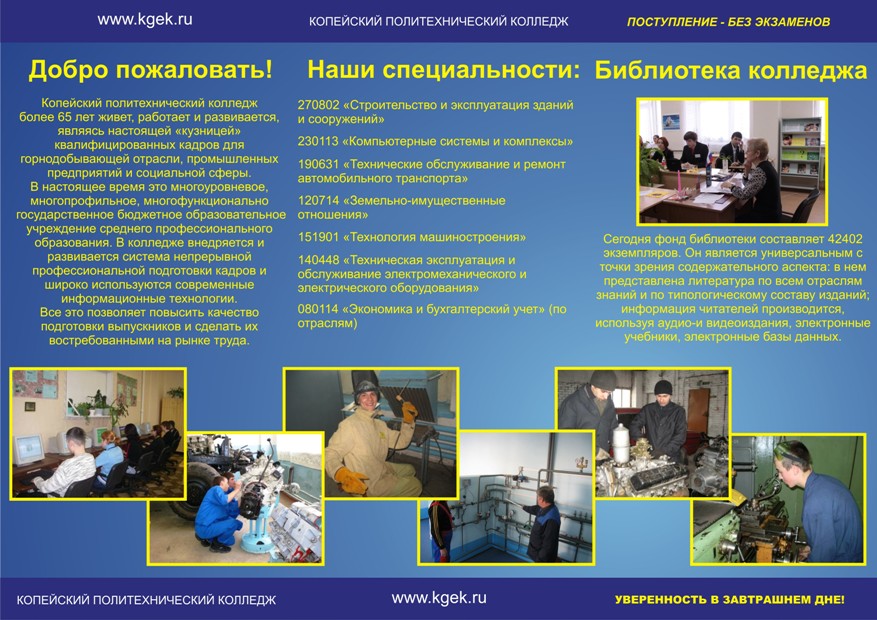 www.kgek.ru
КОПЕЙСКИЙ ПОЛИТЕХНИЧЕСКИЙ КОЛЛЕДЖ
ПОСТУПЛЕНИЕ - БЕЗ ЭКЗАМЕНОВ
Добро пожаловать!
Копейский политехнический колледж
более 65 лет живет, работает и развивается,
являясь настоящей «кузницей»
квалифицированных кадров для
горнодобывающей отрасли, промышленных
предприятий и социальной сферы.
В настоящее время это многоуровневое,
многопрофильное, многофункционально
государственное бюджетное образовательное
учреждение среднего профессионального
образования. В колледже внедряется и
развивается система непрерывной
профессиональной подготовки кадров и
широко используются современные
информационные технологии.
Все это позволяет повысить качество
подготовки выпускников и сделать их
востребованными на рынке труда.
Наши специальности:
270802 «Строительство и эксплуатация зданий
и сооружений»
230113 «Компьютерные системы и комплексы»
190631 «Технические обслуживание и ремонт
автомобильного транспорта»
120714 «Земельно-имущественные
отношения»
151901 «Технология машиностроения»
140448 «Техническая эксплуатация и
обслуживание электромеханического и
электрического оборудования»
080114 «Экономика и бухгалтерский учет» (по
отраслям)
Библиотека колледжа
Сегодня фонд библиотеки составляет 42402
экземпляров. Он является универсальным с
точки зрения содержательного аспекта: в нем
представлена литература по всем отраслям
знаний и по типологическому составу изданий;
информация читателей производится,
используя аудио-и видеоиздания, электронные
учебники, электронные базы данных.
КОПЕЙСКИЙ ПОЛИТЕХНИЧЕСКИЙ КОЛЛЕДЖ
www.kgek.ru
УВЕРЕННОСТЬ В ЗАВТРАШНЕМ ДНЕ!